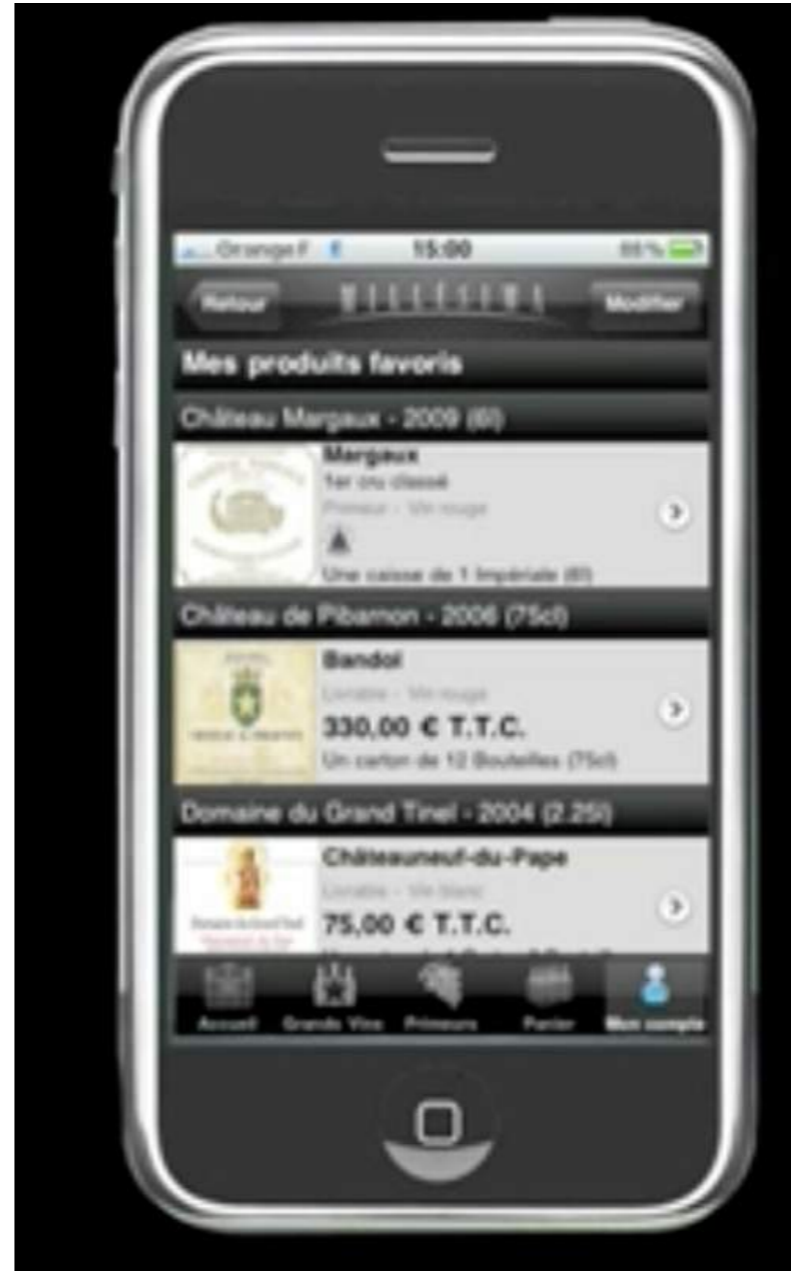 Orange F 15:00
Retour MILLÉSIMA Modifier
Mes produits favoris
Château Margaux - 2009 (6l)
Margaux
1er cru classé
Primeur - Vin rouge
Une caisse de 1 Impériale (6l)
Château de Pibarnon - 2006 (75cl)
Bandol
Livrable - Vin rouge
330,00 € T.T.C.
Un carton de 12 Bouteilles (75cl)
Domaine du Grand Tinel - 2004 (2.25l)
Châteauneuf-du-Pape
Livrable - Vin blanc
75,00 € T.T.C.
Accueil Grands Vins Primeurs Panier Mon compte